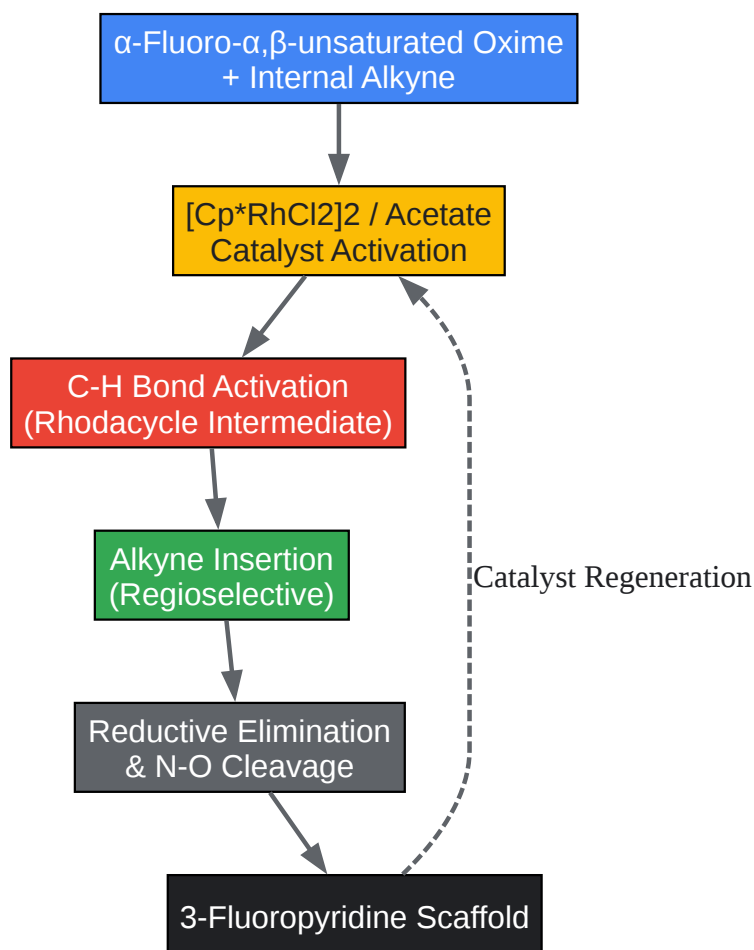 α-Fluoro-α,β-unsaturated Oxime
+ Internal Alkyne
[Cp*RhCl2]2 / Acetate
Catalyst Activation
C-H Bond Activation
(Rhodacycle Intermediate)
Alkyne Insertion
(Regioselective)
Catalyst Regeneration
Reductive Elimination
& N-O Cleavage
3-Fluoropyridine Scaffold